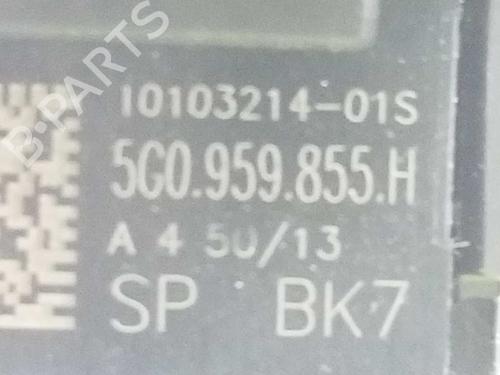 B-PARTS
10103214-01S
5G0.959.855.H
A 4 50/13
SP BK7